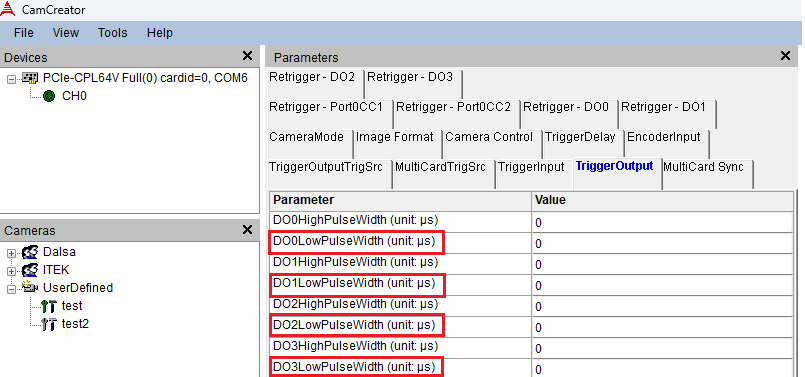 CamCreator
File View Tools Help
Devices
PCIe-CPL64V Full(0) cardid=0, COM6
CH0
Cameras
Dalsa
ITEK
UserDefined
test
test2
Parameters
Retrigger - DO2 Retrigger - DO3
Retrigger - Port0CC1 Retrigger - Port0CC2 Retrigger - DO0 Retrigger - DO1
CameraMode Image Format Camera Control TriggerDelay EncoderInput
TriggerOutputTrigSrc MultiCardTrigSrc TriggerInput TriggerOutput MultiCard Sync
Parameter Value
DO0HighPulseWidth (unit: µs) 0
DO0LowPulseWidth (unit: µs) 0
DO1HighPulseWidth (unit: µs) 0
DO1LowPulseWidth (unit: µs) 0
DO2HighPulseWidth (unit: µs) 0
DO2LowPulseWidth (unit: µs) 0
DO3HighPulseWidth (unit: µs) 0
DO3LowPulseWidth (unit: µs) 0